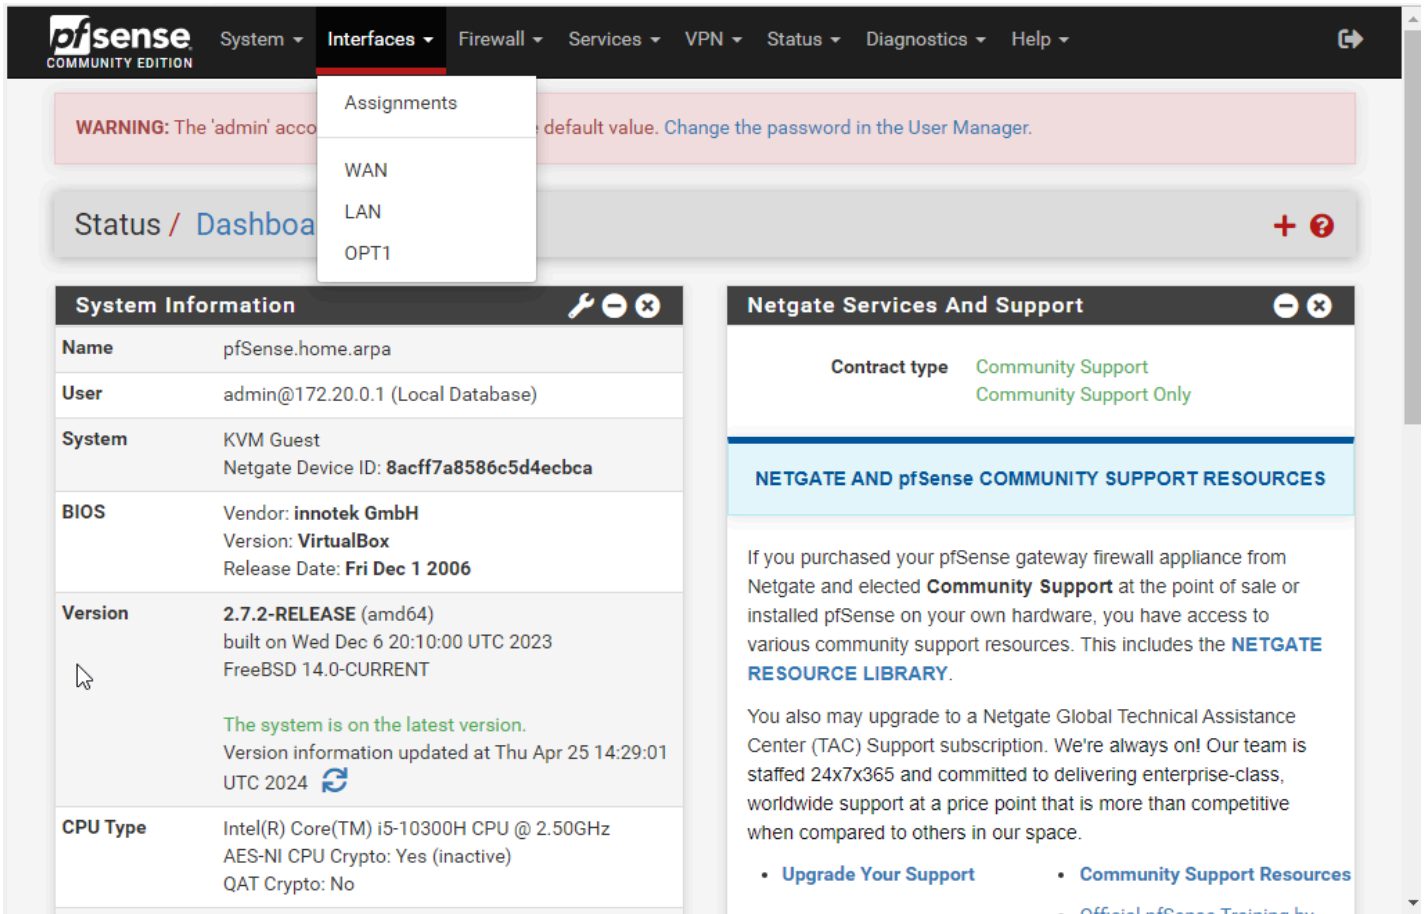 pfsense
COMMUNITY EDITION
System
Interfaces
Firewall
Services
VPN
Status
Diagnostics
Help
Assignments
WAN
LAN
OPT1
WARNING: The 'admin' acco
default value. Change the password in the User Manager.
Status / Dashboa
System Information
Name
pfSense.home.arpa
User
admin@172.20.0.1 (Local Database)
System
KVM Guest
Netgate Device ID: 8acff7a8586c5d4ecbca
BIOS
Vendor: innotek GmbH
Version: VirtualBox
Release Date: Fri Dec 1 2006
Version
2.7.2-RELEASE (amd64)
built on Wed Dec 6 20:10:00 UTC 2023
FreeBSD 14.0-CURRENT
The system is on the latest version.
Version information updated at Thu Apr 25 14:29:01
UTC 2024
CPU Type
Intel(R) Core(TM) i5-10300H CPU @ 2.50GHz
AES-NI CPU Crypto: Yes (inactive)
QAT Crypto: No
Netgate Services And Support
Contract type
Community Support
Community Support Only
NETGATE AND pfSense COMMUNITY SUPPORT RESOURCES
If you purchased your pfSense gateway firewall appliance from
Netgate and elected Community Support at the point of sale or
installed pfSense on your own hardware, you have access to
various community support resources. This includes the NETGATE
RESOURCE LIBRARY.
You also may upgrade to a Netgate Global Technical Assistance
Center (TAC) Support subscription. We're always on! Our team is
staffed 24x7x365 and committed to delivering enterprise-class,
worldwide support at a price point that is more than competitive
when compared to others in our space.
• Upgrade Your Support
• Community Support Resources
• Official pfSense Training by